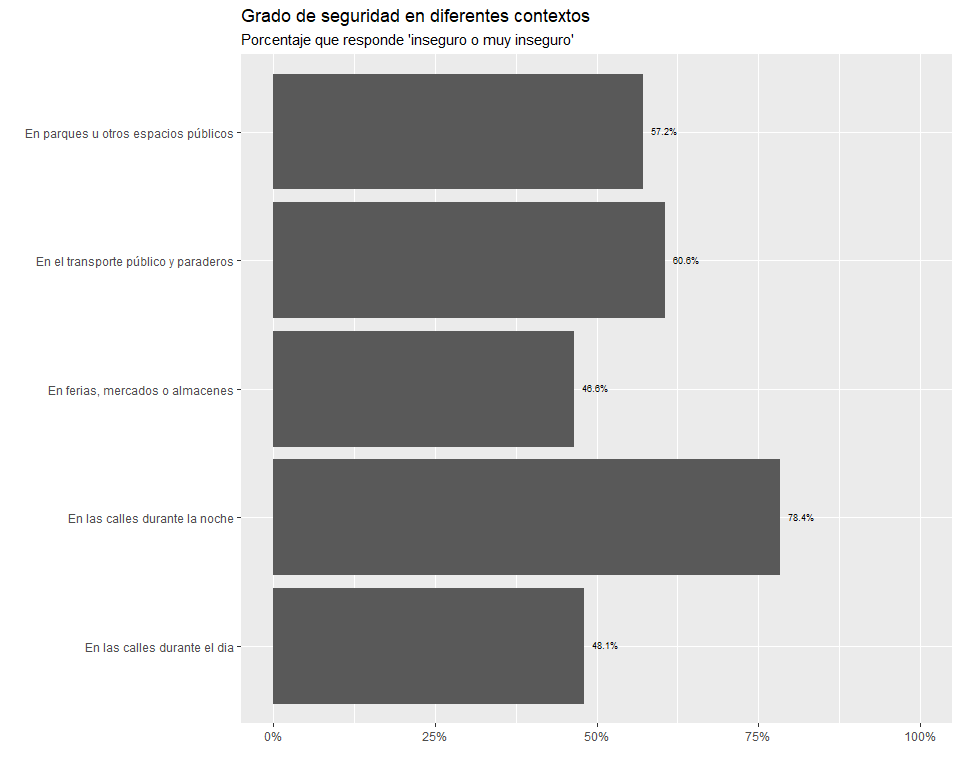 Grado de seguridad en diferentes contextos
Porcentaje que responde 'inseguro o muy inseguro'
En parques u otros espacios públicos
57.2%
En el transporte público y paraderos
60.6%
En ferias, mercados o almacenes
46.6%
En las calles durante la noche
78.4%
En las calles durante el dia
48.1%
0%
25%
50%
75%
100%